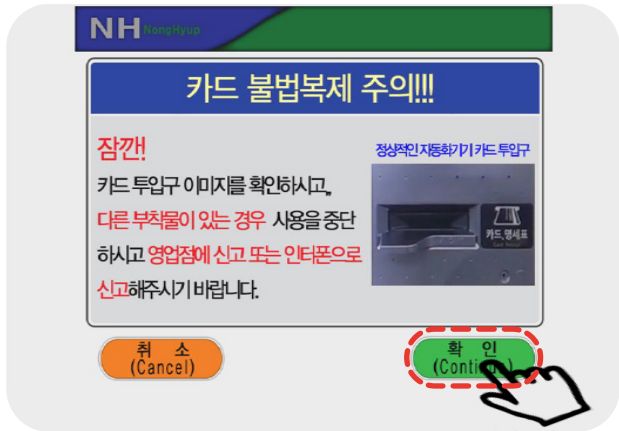 NH NongHyup
카드 불법복제 주의!!!
잠깐!
정상적인 자동화기기 카드 투입구
카드 투입구 이미지를 확인하시고,
다른 부착물이 있는 경우 사용을 중단
하시고 영업점에 신고 또는 인터폰으로
신고해주시기 바랍니다.
카드, 명세표
취 소
(Cancel)
확 인
(Continue)